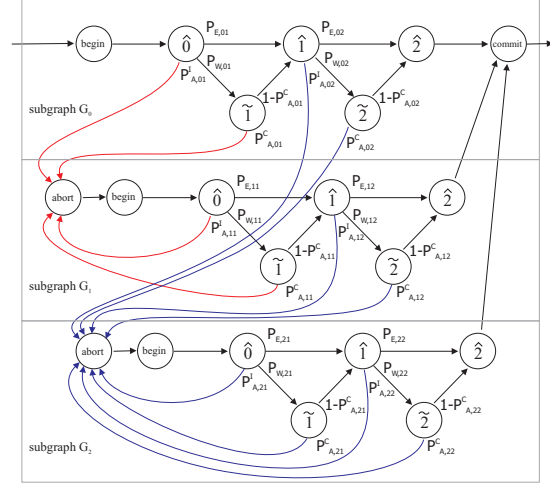 P_E,01
P_E,02
begin
0̂
1̂
2̂
commit
P_W,01
P_W,02
P^I_A,01
P^I_A,02
1-P^C_A,01
1-P^C_A,02
1̃
2̃
subgraph G_0
P^C_A,01
P^C_A,02
P_E,11
P_E,12
abort
begin
0̂
1̂
2̂
P_W,11
P_W,12
P^I_A,11
P^I_A,12
1-P^C_A,11
1-P^C_A,12
1̃
2̃
subgraph G_1
P^C_A,11
P^C_A,12
P_E,21
P_E,22
abort
begin
0̂
1̂
2̂
P_W,21
P_W,22
P^I_A,21
P^I_A,22
1-P^C_A,21
1-P^C_A,22
1̃
2̃
subgraph G_2
P^C_A,21
P^C_A,22